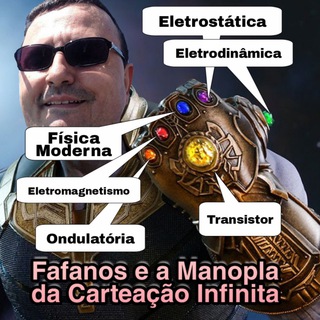 Eletrostática
Eletrodinâmica
Física
Moderna
Eletromagnetismo
Ondulatória
Transistor
Fafanos e a Manopla
da Carteação Infinita